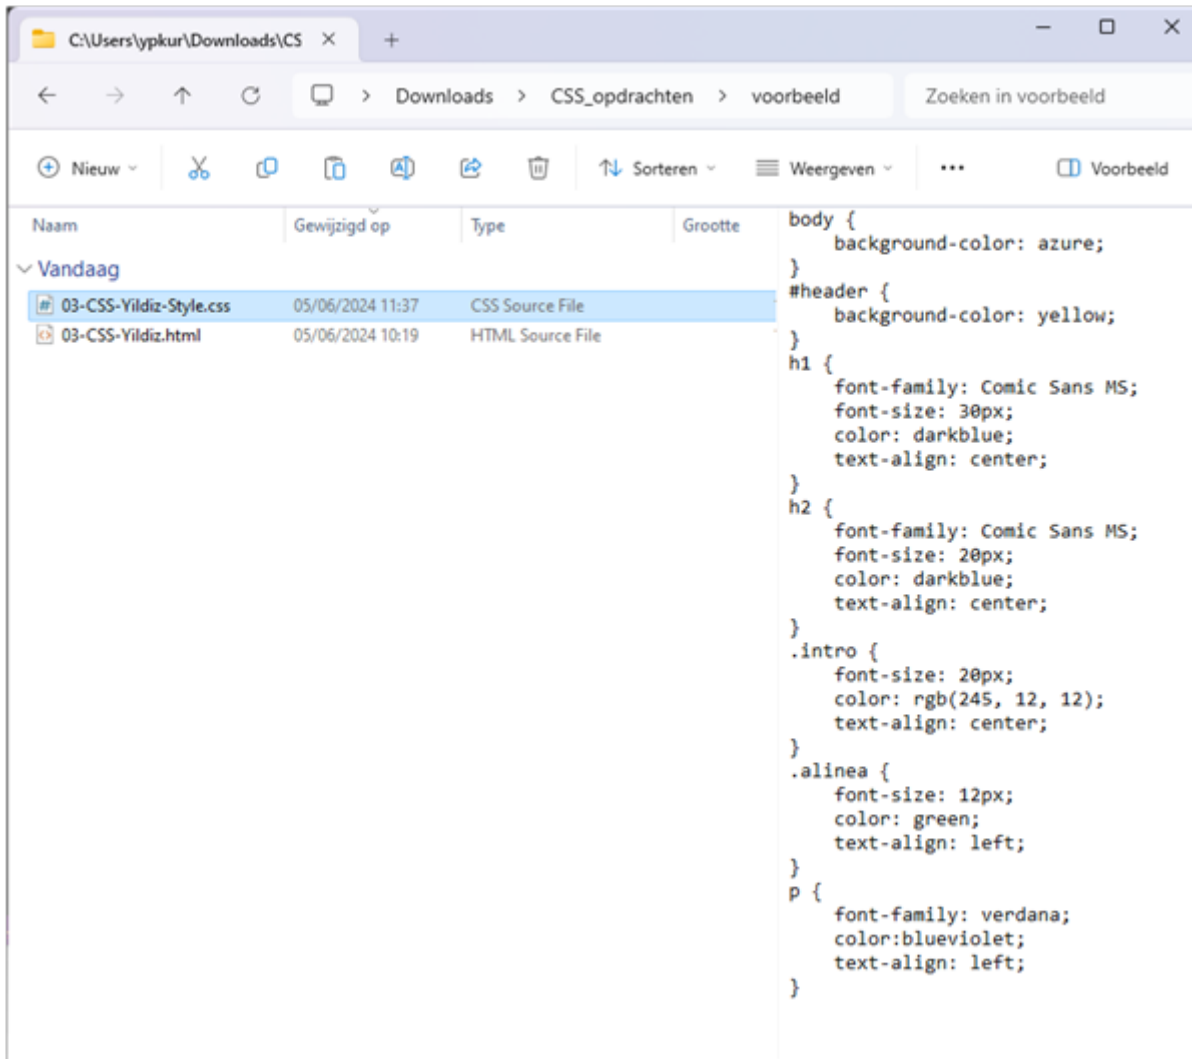 C:\Users\ypkur\Downloads\CS
Downloads > CSS_opdrachten > voorbeeld
Zoeken in voorbeeld
Nieuw
Sorteren
Weergeven
Voorbeeld
Naam
Gewijzigd op
Type
Grootte
Vandaag
03-CSS-Yildiz-Style.css 05/06/2024 11:37 CSS Source File
03-CSS-Yildiz.html 05/06/2024 10:19 HTML Source File
body {
    background-color: azure;
}
#header {
    background-color: yellow;
}
h1 {
    font-family: Comic Sans MS;
    font-size: 30px;
    color: darkblue;
    text-align: center;
}
h2 {
    font-family: Comic Sans MS;
    font-size: 20px;
    color: darkblue;
    text-align: center;
}
.intro {
    font-size: 20px;
    color: rgb(245, 12, 12);
    text-align: center;
}
.alinea {
    font-size: 12px;
    color: green;
    text-align: left;
}
p {
    font-family: verdana;
    color:blueviolet;
    text-align: left;
}